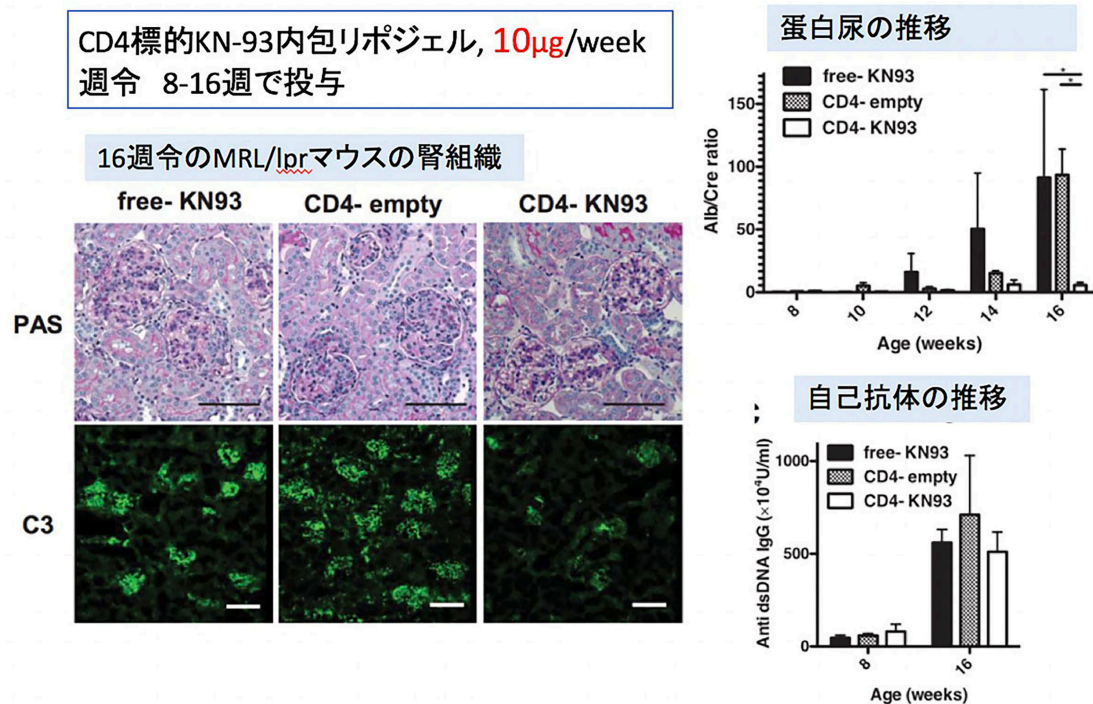 CD4標的KN-93内包リポジェル, 10μg/week
週令 8-16週で投与
16週令のMRL/lprマウスの腎組織
free- KN93
CD4- empty
CD4- KN93
PAS
C3
蛋白尿の推移
free-KN93
CD4- empty
CD4- KN93
Alb/Cre ratio
150
100
50
0
8
10
12
14
16
Age (weeks)
*
*
自己抗体の推移
free- KN93
CD4- empty
CD4- KN93
Anti dsDNA IgG (×10⁴U/ml)
1000
500
0
8
16
Age (weeks)